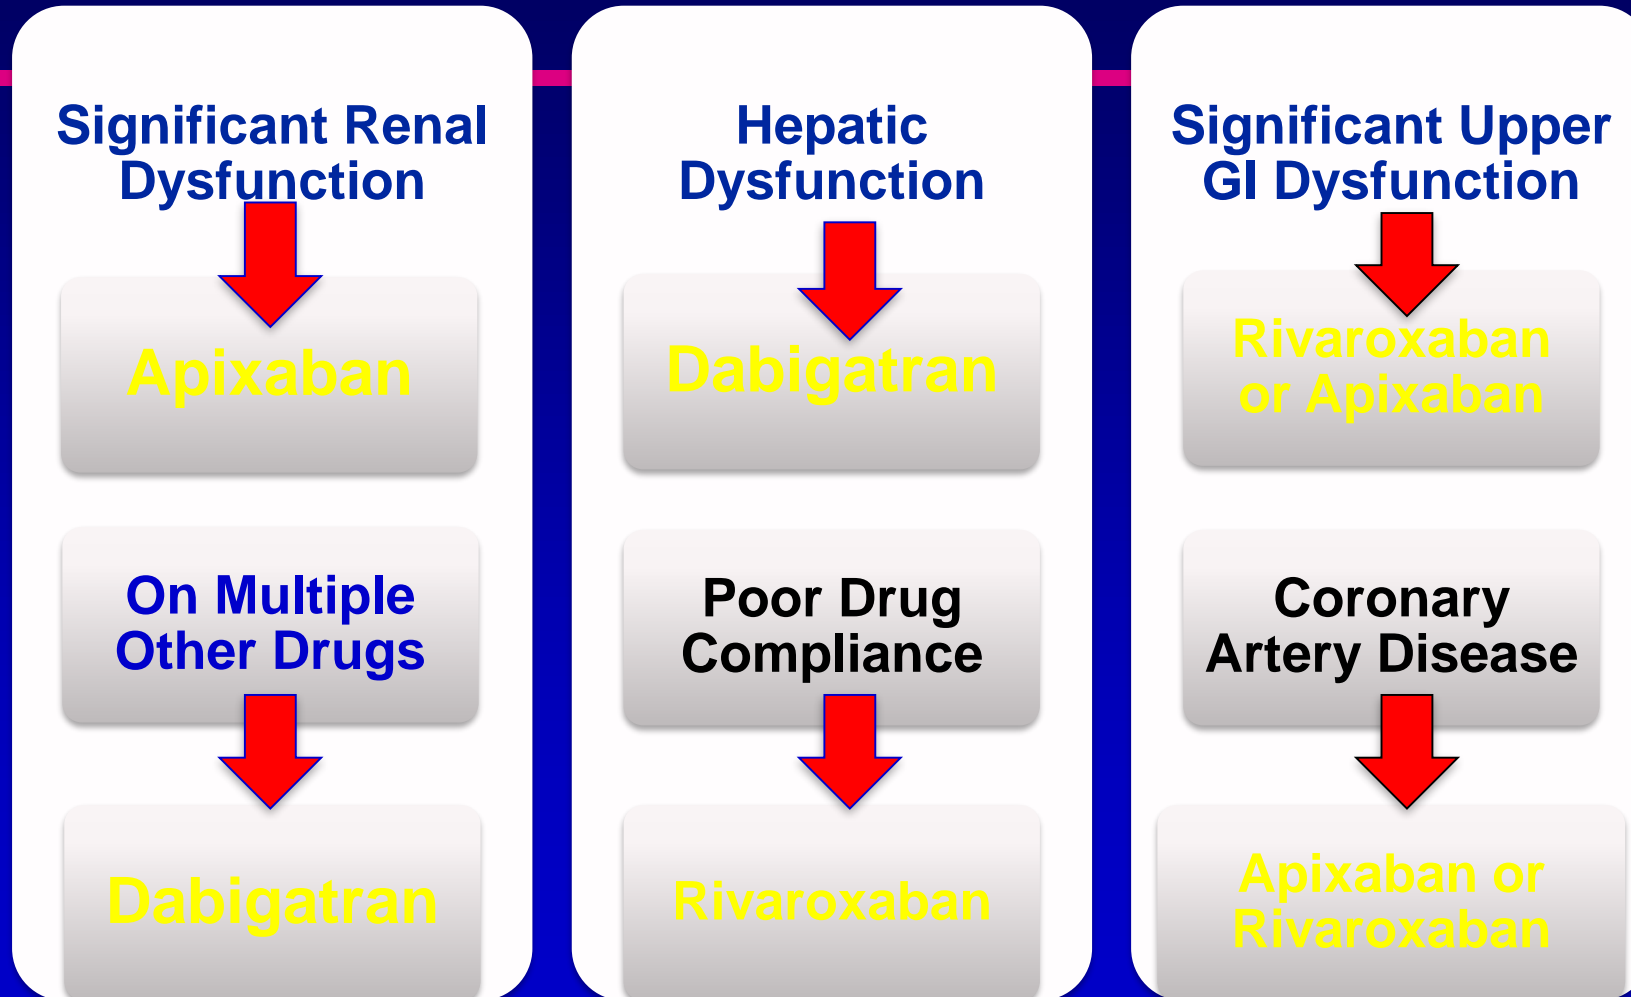 Significant Renal
Dysfunction
Apixaban
On Multiple
Other Drugs
Dabigatran
Hepatic
Dysfunction
Dabigatran
Poor Drug
Compliance
Rivaroxaban
Significant Upper
GI Dysfunction
Rivaroxaban
or Apixaban
Coronary
Artery Disease
Apixaban or
Rivaroxaban